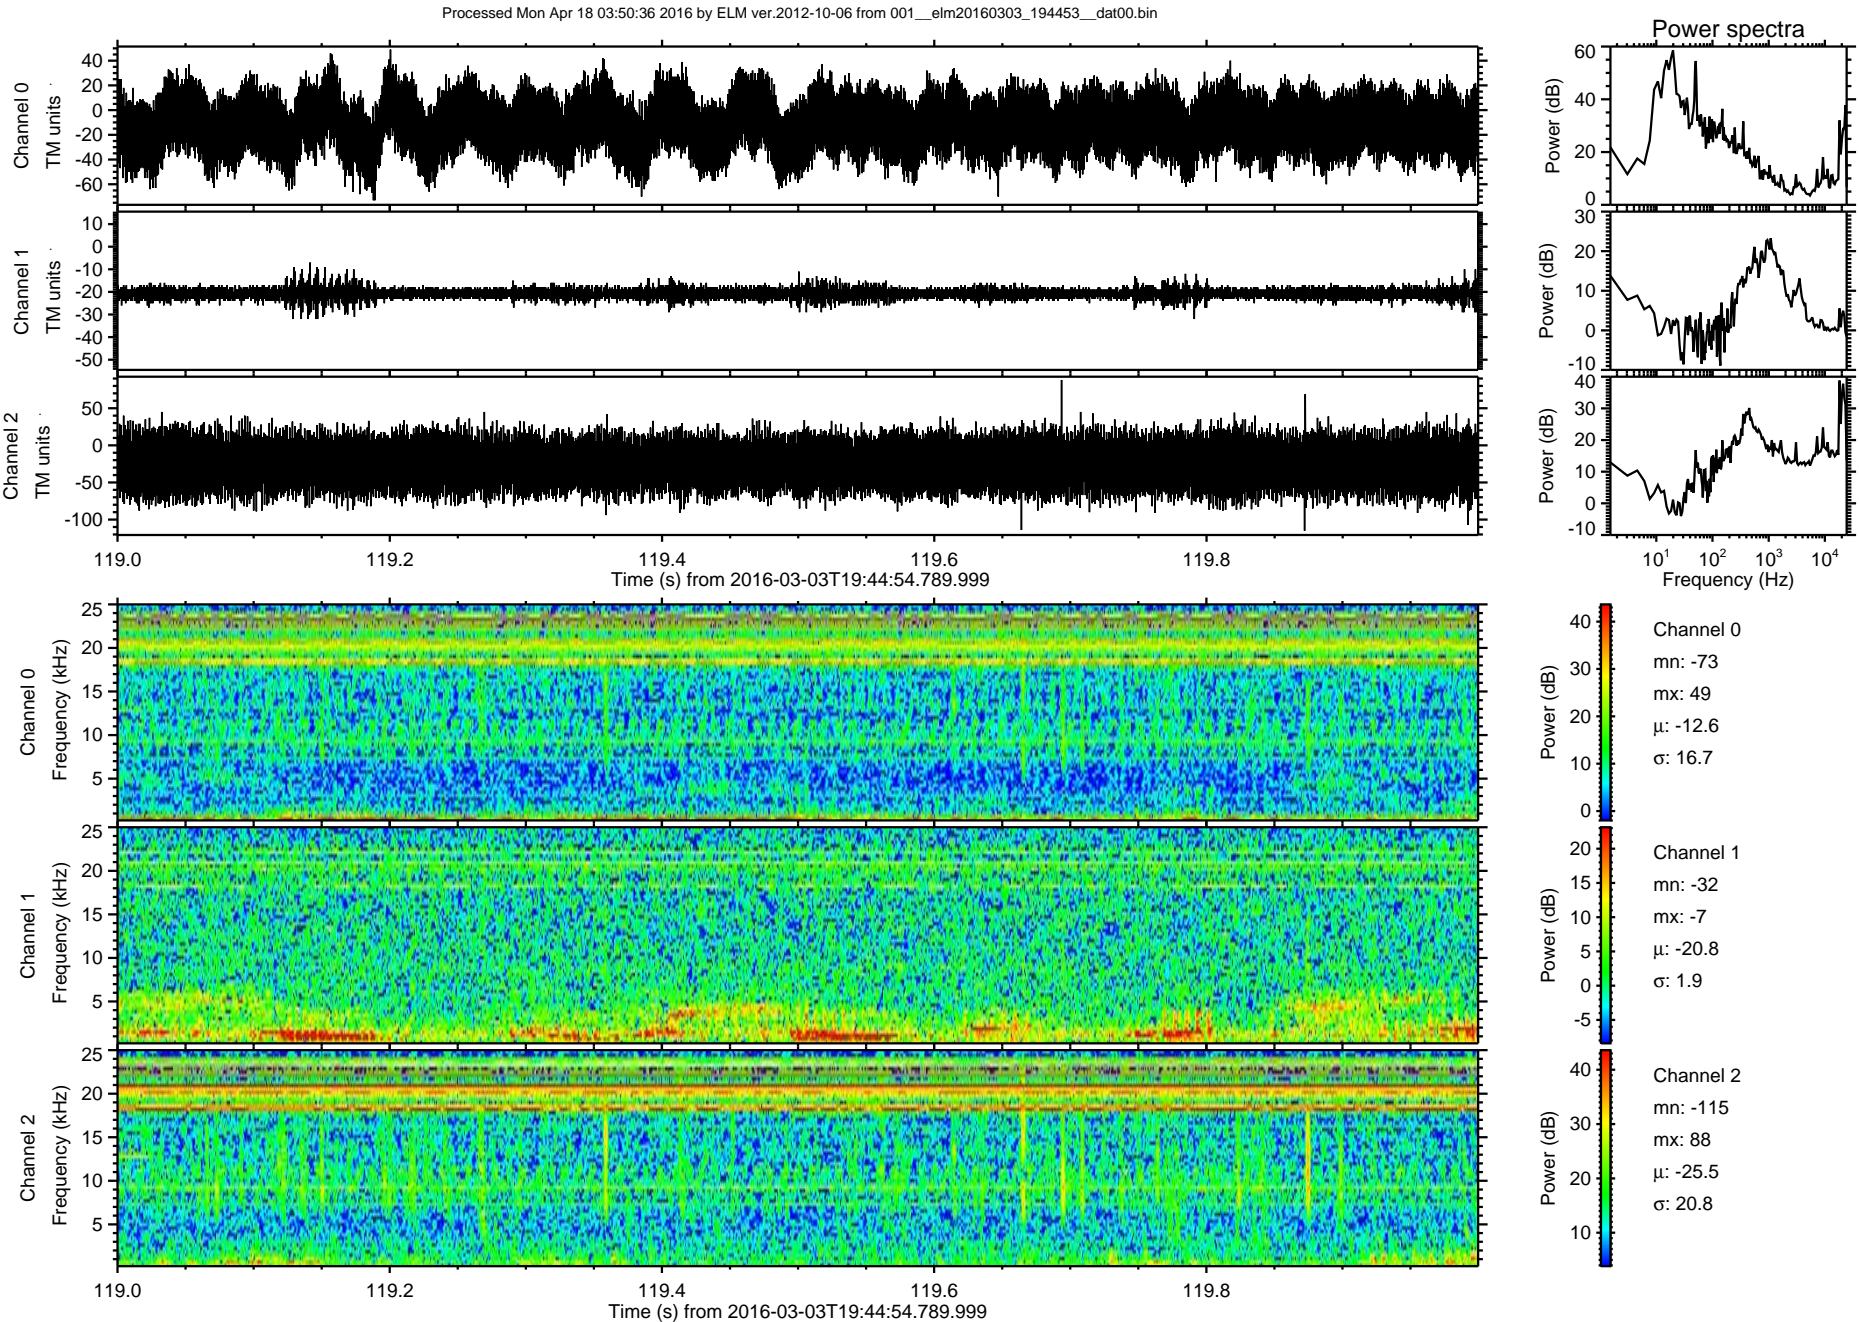 Processed Mon Apr 18 03:50:36 2016 by ELM ver.2012-10-06 from 001__elm20160303_194453__dat00.bin
Power spectra
Channel 0
TM units
40
20
0
-20
-40
-60
Power (dB)
60
40
20
0
Channel 1
TM units
10
0
-10
-20
-30
-40
-50
Power (dB)
30
20
10
0
-10
Channel 2
TM units
50
0
-50
-100
Power (dB)
40
30
20
10
0
-10
119.0 119.2 119.4 119.6 119.8
Time (s) from 2016-03-03T19:44:54.789.999
10^1 10^2 10^3 10^4
Frequency (Hz)
Channel 0
Frequency (kHz)
25
20
15
10
5
Power (dB)
40
30
20
10
0
Channel 0
mn: -73
mx: 49
μ: -12.6
σ: 16.7
Channel 1
Frequency (kHz)
25
20
15
10
5
Power (dB)
20
15
10
5
0
-5
Channel 1
mn: -32
mx: -7
μ: -20.8
σ: 1.9
Channel 2
Frequency (kHz)
25
20
15
10
5
Power (dB)
40
30
20
10
Channel 2
mn: -115
mx: 88
μ: -25.5
σ: 20.8
119.0 119.2 119.4 119.6 119.8
Time (s) from 2016-03-03T19:44:54.789.999